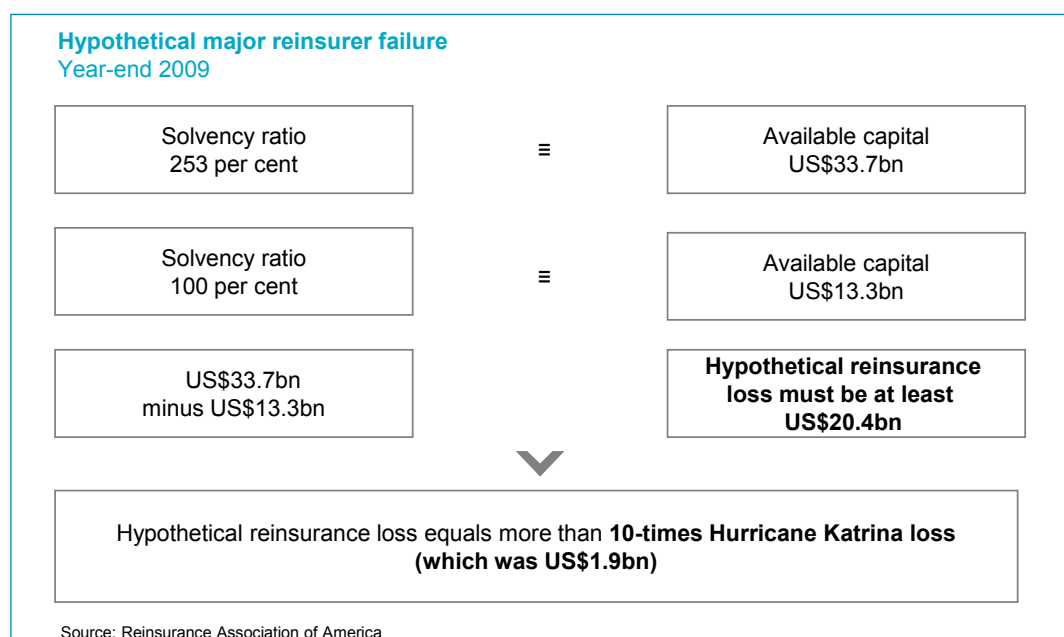 Hypothetical major reinsurer failure
Year-end 2009
Solvency ratio
253 per cent
≡
Available capital
US$33.7bn
Solvency ratio
100 per cent
≡
Available capital
US$13.3bn
US$33.7bn
minus US$13.3bn
Hypothetical reinsurance
loss must be at least
US$20.4bn
Hypothetical reinsurance loss equals more than 10-times Hurricane Katrina loss
(which was US$1.9bn)
Source: Reinsurance Association of America